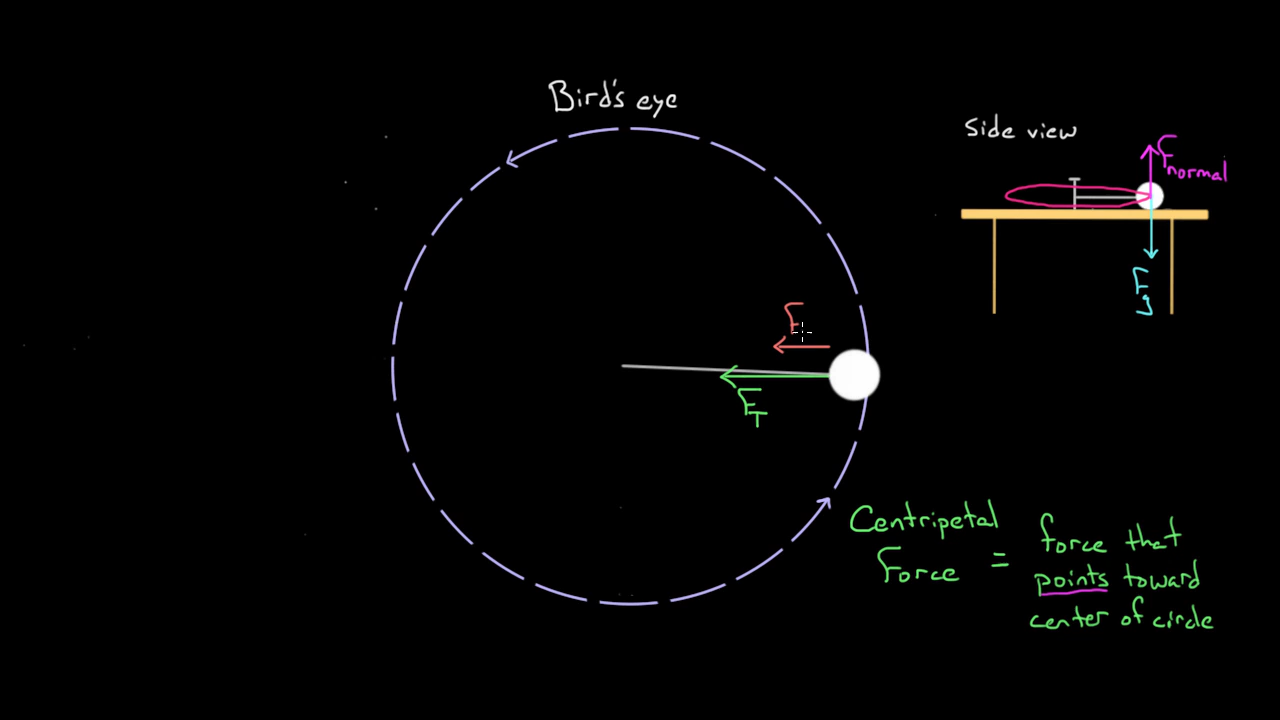 Bird's eye
Side view
Fnormal
Fg
F
FT
Centripetal
Force = force that
points toward
center of circle